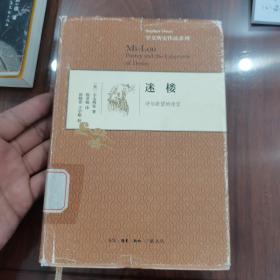 Stephen Owen
宇文所安作品系列
Mi-Lou
Poetry and the Labyrinth
of Desire
迷楼
诗与欲望的迷宫
生活·读书·新知 三联书店